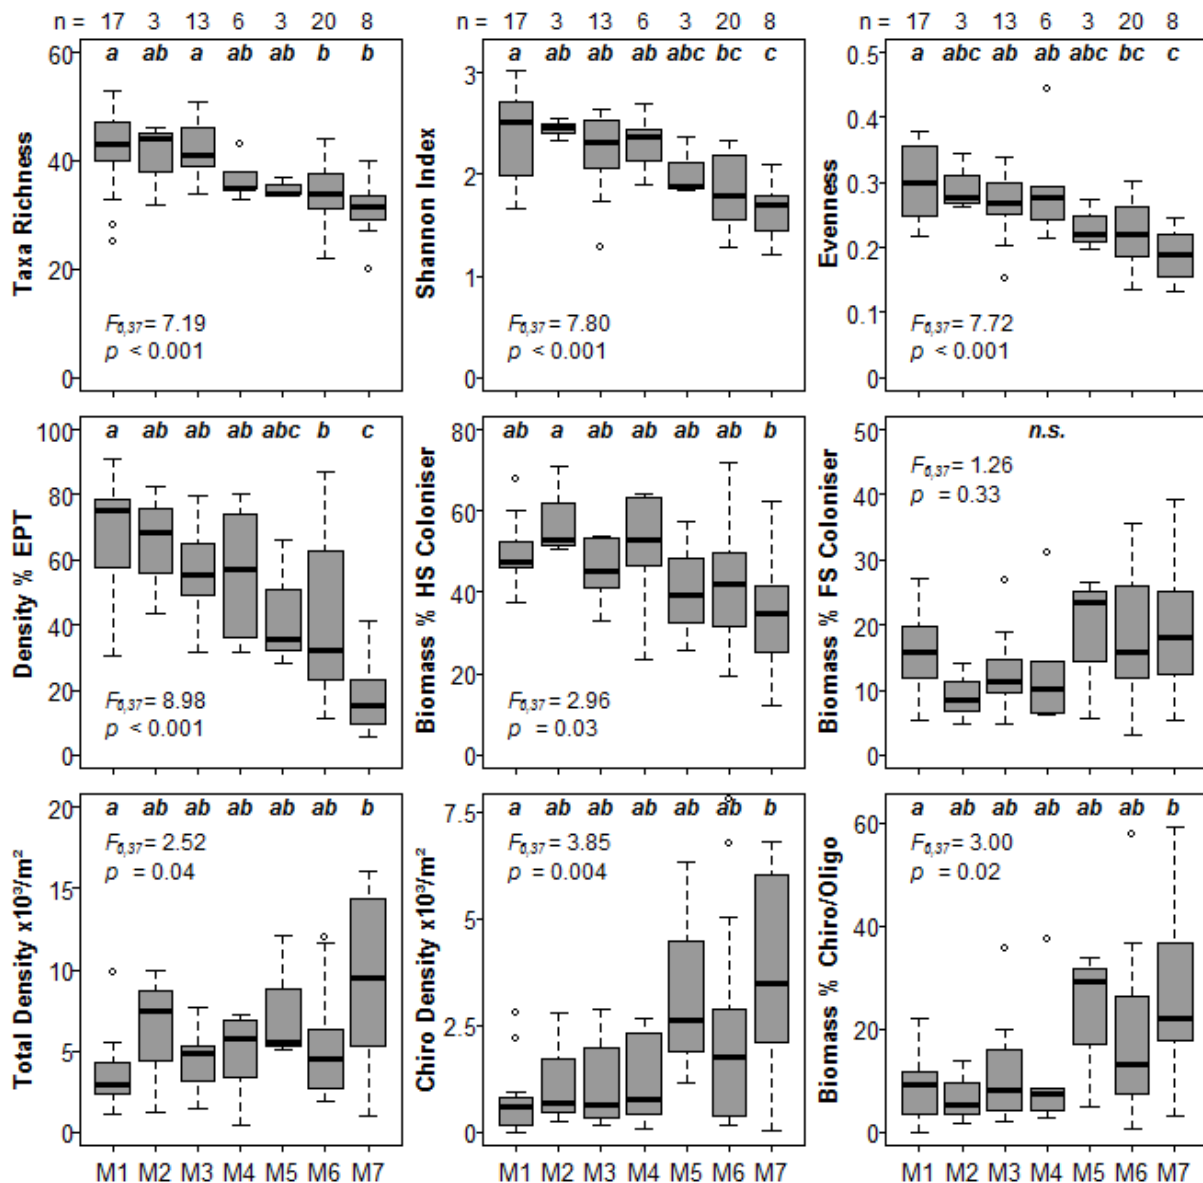 n = 17 3 13 6 3 20 8
n = 17 3 13 6 3 20 8
n = 17 3 13 6 3 20 8
Taxa Richness
60
40
20
0
a ab a ab ab b b
F6,37 = 7.19
p < 0.001
Shannon Index
3
2
1
0
a ab ab ab abc bc c
F6,37 = 7.80
p < 0.001
Evenness
0.5
0.4
0.3
0.2
0.1
0
a abc ab ab abc bc c
F6,37 = 7.72
p < 0.001
Density % EPT
100
80
60
40
20
0
a ab ab ab abc b c
F6,37 = 8.98
p < 0.001
Biomass % HS Coloniser
80
60
40
20
0
ab a ab ab ab ab b
F6,37 = 2.96
p = 0.03
Biomass % FS Coloniser
50
40
30
20
10
0
n.s.
F6,37 = 1.26
p = 0.33
Total Density x10³/m²
20
15
10
5
0
a ab ab ab ab ab b
F6,37 = 2.52
p = 0.04
M1 M2 M3 M4 M5 M6 M7
Chiro Density x10³/m²
7.5
5
2.5
0
a ab ab ab ab ab b
F6,37 = 3.85
p = 0.004
M1 M2 M3 M4 M5 M6 M7
Biomass % Chiro/Oligo
60
40
20
0
a ab ab ab ab ab b
F6,37 = 3.00
p = 0.02
M1 M2 M3 M4 M5 M6 M7